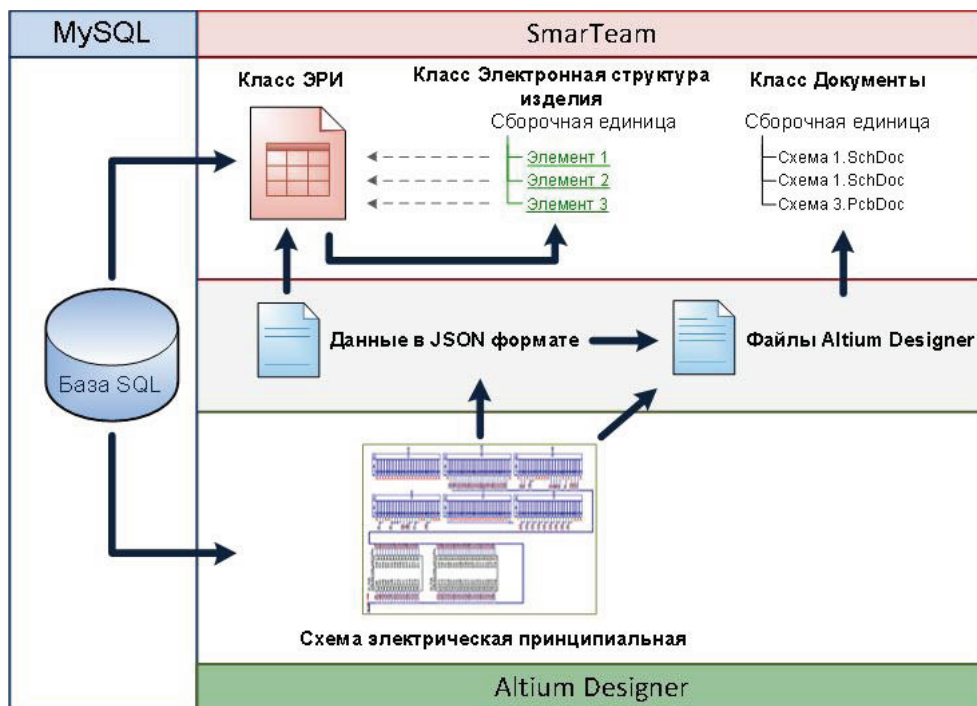 MySQL
SmarTeam
Класс ЭРИ
Класс Электронная структура
изделия
Сборочная единица
Элемент 1
Элемент 2
Элемент 3
Класс Документы
Сборочная единица
Схема 1.SchDoc
Схема 1.SchDoc
Схема 3.PcbDoc
База SQL
Данные в JSON формате
Файлы Altium Designer
Схема электрическая принципиальная
Altium Designer